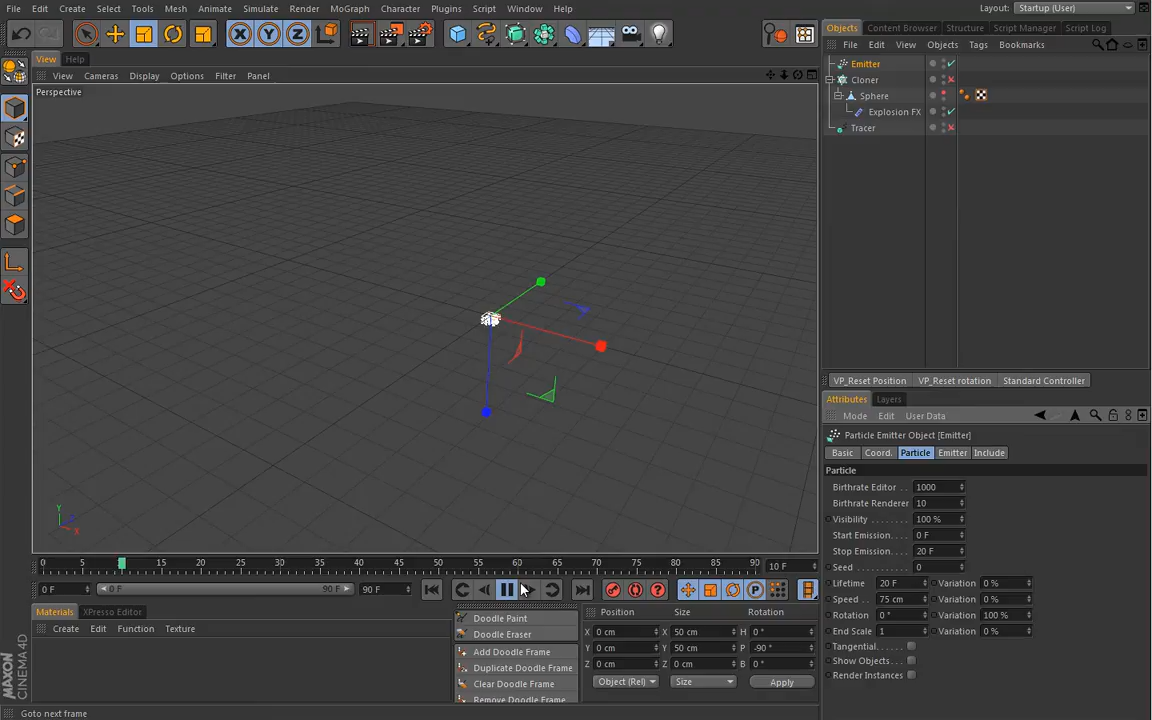 File Edit Create Select Tools Mesh Animate Simulate Render MoGraph Character Plugins Script Window Help Layout: Startup (User)
Objects Content Browser Structure Script Manager Script Log
File Edit View Objects Tags Bookmarks
View Help
View Cameras Display Options Filter Panel
Perspective
Emitter
Cloner
Sphere
Explosion FX
Tracer
Y
X
VP_Reset Position VP_Reset rotation Standard Controller
Attributes Layers
Mode Edit User Data
Particle Emitter Object [Emitter]
Basic Coord. Particle Emitter Include
Particle
Birthrate Editor . . 1000
Birthrate Renderer 10
Visibility . . . . . . . . 100 %
Start Emission . . 0 F
Stop Emission . . 20 F
Seed . . . . . . . . . . . 0
Lifetime 20 F Variation 0 %
Speed . . 75 cm Variation 0 %
Rotation 0 ° Variation 100 %
End Scale 1 Variation 0 %
Tangential. . . . . .
Show Objects . . .
Render Instances .
0 5 10 15 20 25 30 35 40 45 50 55 60 65 70 75 80 85 90 10 F
0 F 0 F 90 F 90 F
Materials XPresso Editor
Create Edit Function Texture
Doodle Paint
Doodle Eraser
Add Doodle Frame
Duplicate Doodle Frame
Clear Doodle Frame
Remove Doodle Frame
Position Size Rotation
X 0 cm X 50 cm H 0 °
Y 0 cm Y 50 cm P -90 °
Z 0 cm Z 0 cm B 0 °
Object (Rel) Size Apply
MAXON CINEMA 4D
Goto next frame